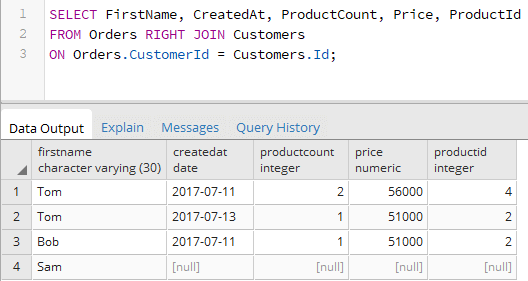 1 SELECT FirstName, CreatedAt, ProductCount, Price, ProductId
2 FROM Orders RIGHT JOIN Customers
3 ON Orders.CustomerId = Customers.Id;
Data Output Explain Messages Query History
firstname createdat productcount price productid
character varying (30) date integer numeric integer
1 Tom 2017-07-11 2 56000 4
2 Tom 2017-07-13 1 51000 2
3 Bob 2017-07-11 1 51000 2
4 Sam [null] [null] [null] [null]